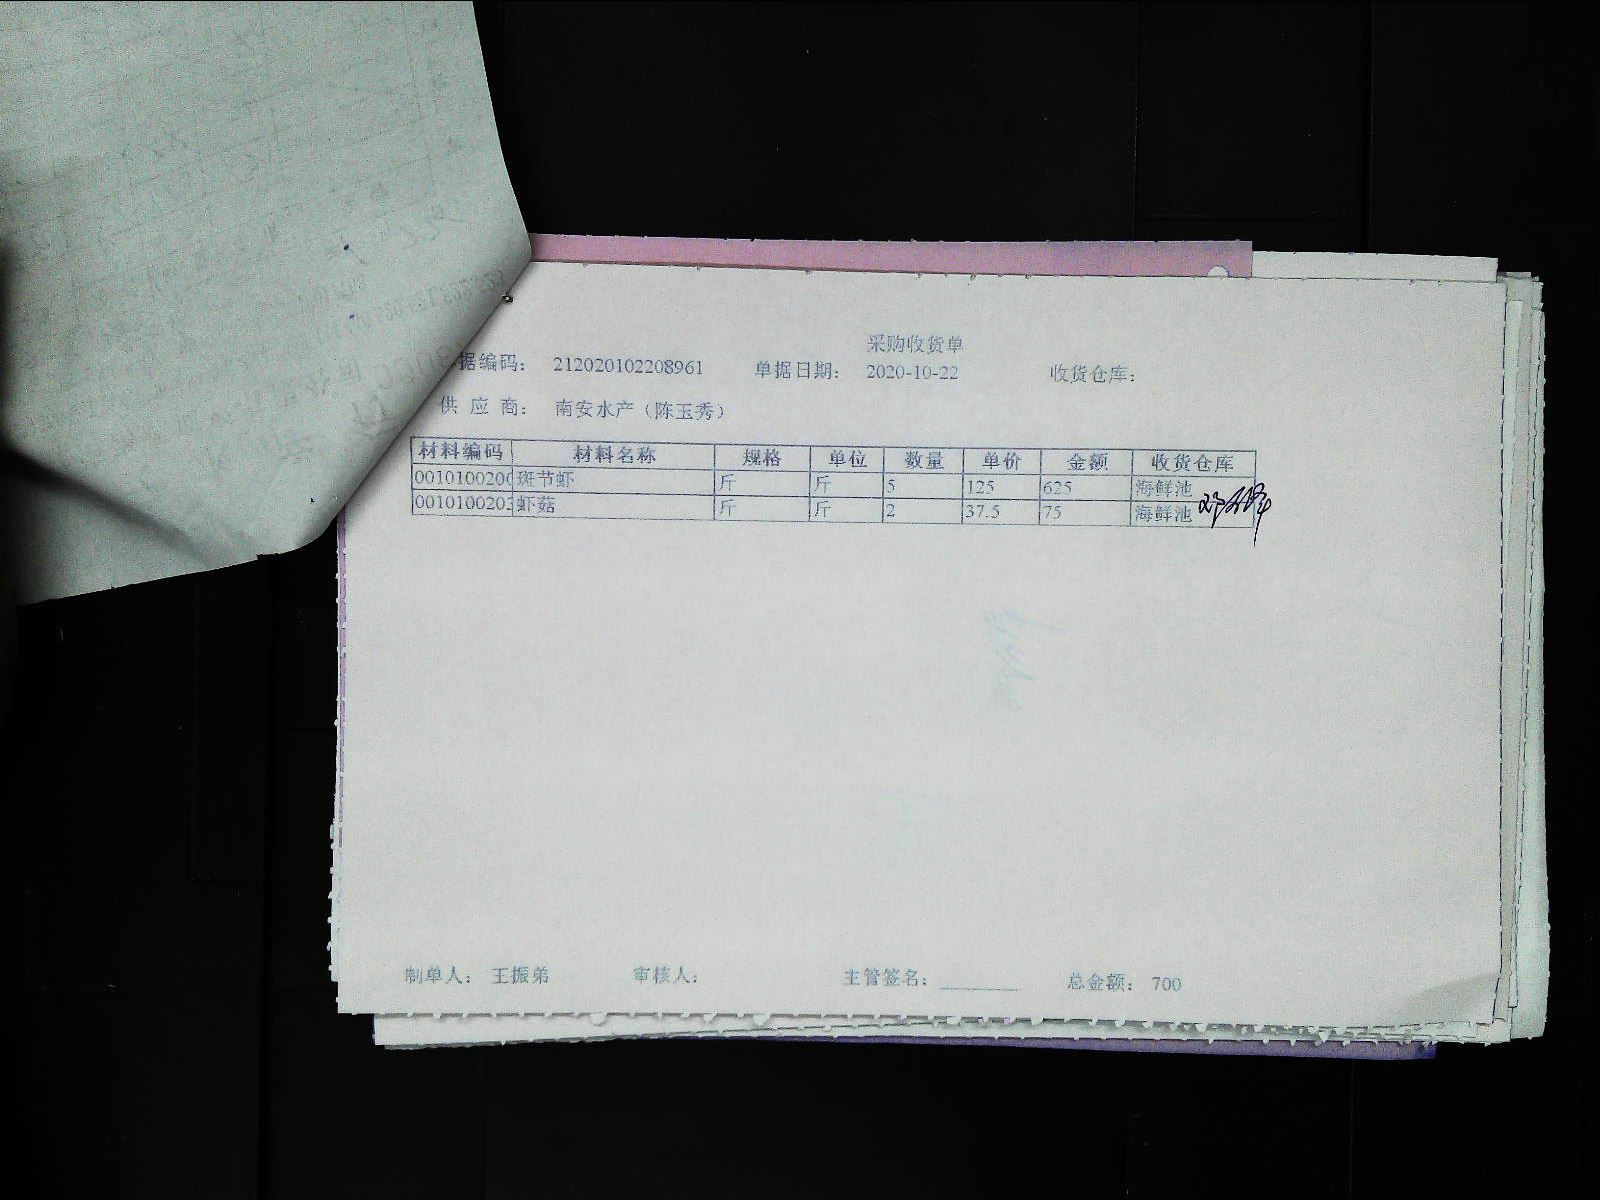 采购收货单
据编码： 212020102208961 单据日期： 2020-10-22 收货仓库：
供 应 商： 南安水产（陈玉秀）
材料编码 材料名称 规格 单位 数量 单价 金额 收货仓库
0010100200 斑节虾 斤 斤 5 125 625 海鲜池
0010100203 虾菇 斤 斤 2 37.5 75 海鲜池
制单人： 王振弟 审核人： 主管签名： 总金额： 700